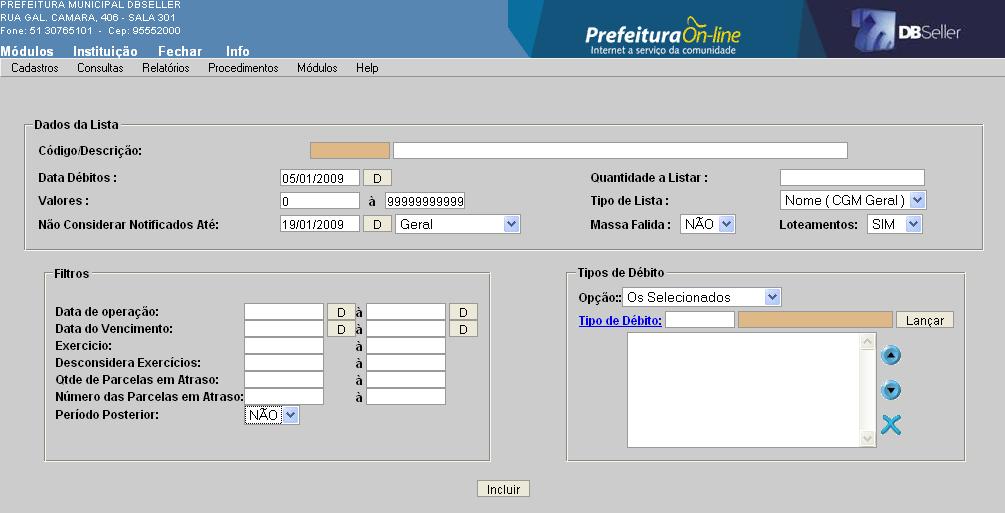 PREFEITURA MUNICIPAL DBSELLER
RUA GAL. CAMARA, 406 - SALA 301
Fone: 51 30765101 - Cep: 95552000
PrefeituraOn-line
Internet a serviço da comunidade
DBSeller
Módulos Instituição Fechar Info
Cadastros Consultas Relatórios Procedimentos Módulos Help
Dados da Lista
Código/Descrição:
Data Débitos : 05/01/2009 D Quantidade a Listar :
Valores : 0 à 99999999999 Tipo de Lista : Nome ( CGM Geral )
Não Considerar Notificados Até: 19/01/2009 D Geral Massa Falida : NÃO Loteamentos: SIM
Filtros
Data de operação: D à D
Data do Vencimento: D à D
Exercicio: à
Desconsidera Exercícios: à
Qtde de Parcelas em Atraso: à
Número das Parcelas em Atraso: à
Período Posterior: NÃO
Tipos de Débito
Opção:: Os Selecionados
Tipo de Débito: Lançar
Incluir